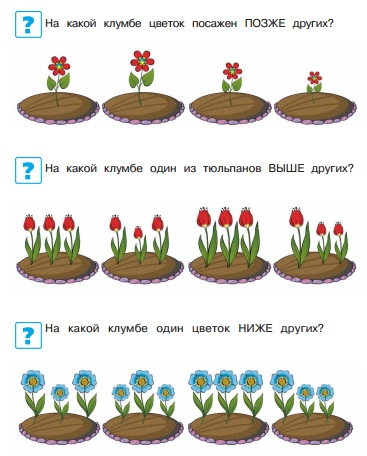 ? На какой клумбе цветок посажен ПОЗЖЕ других?
? На какой клумбе один из тюльпанов ВЫШЕ других?
? На какой клумбе один цветок НИЖЕ других?